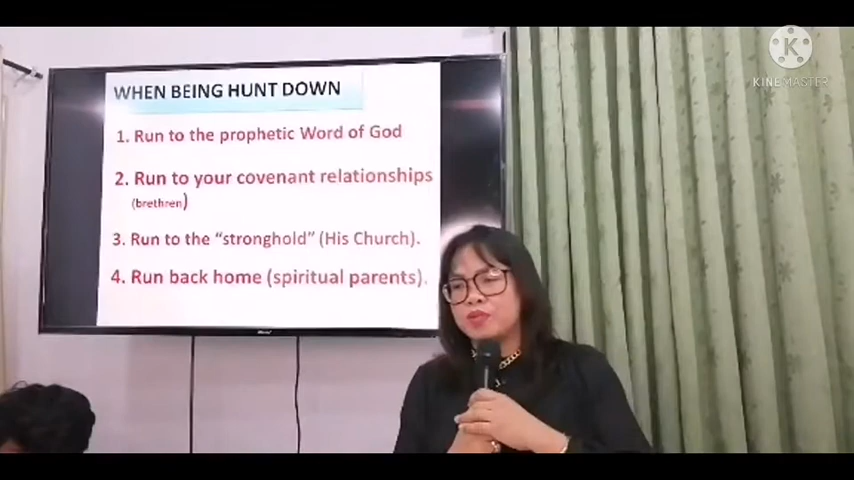 KINEMASTER
WHEN BEING HUNT DOWN
1. Run to the prophetic Word of God
2. Run to your covenant relationships
(brethren)
3. Run to the “stronghold” (His Church).
4. Run back home (spiritual parents).